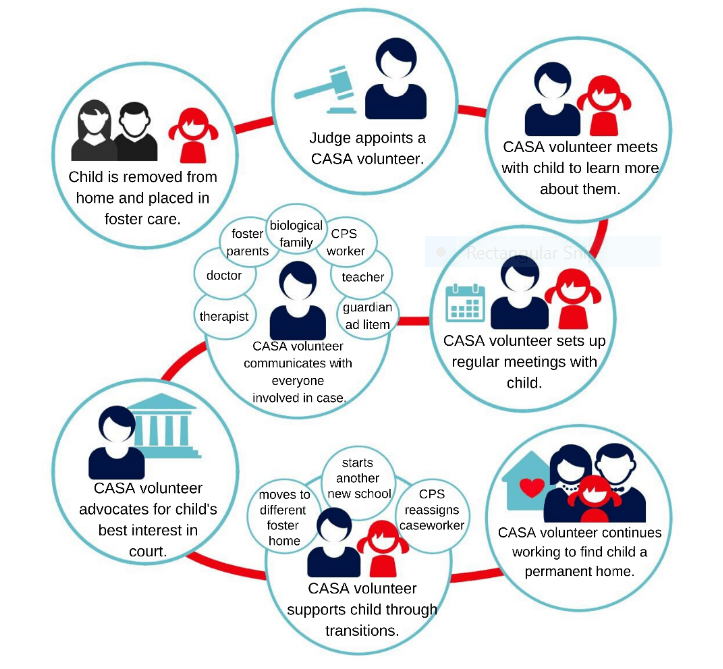 Child is removed from
home and placed in
foster care.
Judge appoints a
CASA volunteer.
CASA volunteer meets
with child to learn more
about them.
Rectangular Snip
CASA volunteer sets up
regular meetings with
child.
biological
family
foster
parents
CPS
worker
doctor
teacher
therapist
guardian
ad litem
CASA volunteer
communicates with
everyone
involved in case.
CASA volunteer
advocates for child's
best interest in
court.
starts
another
new school
moves to
different
foster
home
CPS
reassigns
caseworker
CASA volunteer
supports child through
transitions.
CASA volunteer continues
working to find child a
permanent home.